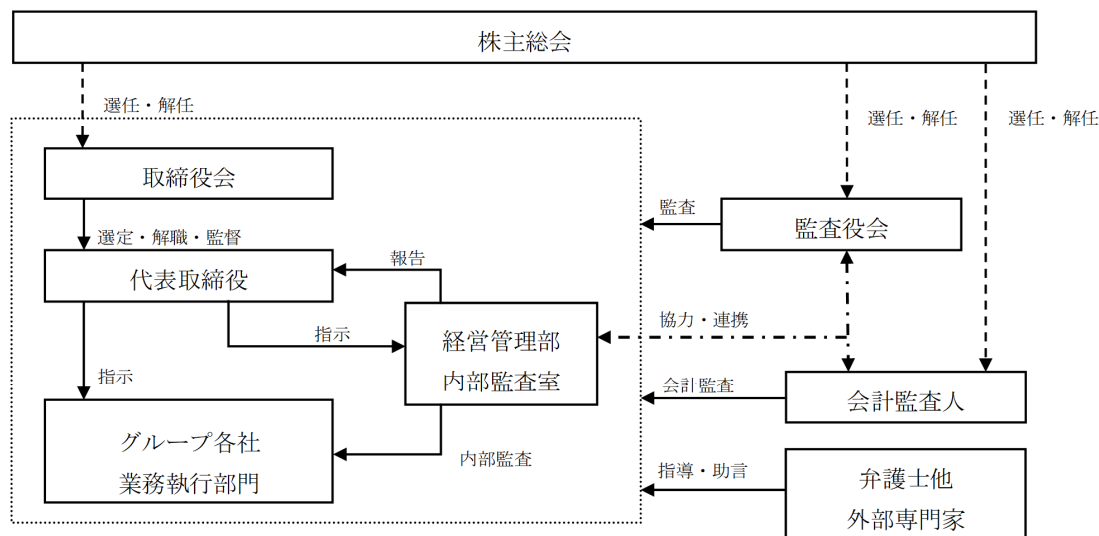 株主総会
選任・解任
選任・解任
選任・解任
取締役会
選定・解職・監督
監査
監査役会
代表取締役
報告
指示
経営管理部
内部監査室
協力・連携
指示
会計監査
会計監査人
グループ各社
業務執行部門
内部監査
指導・助言
弁護士他
外部専門家